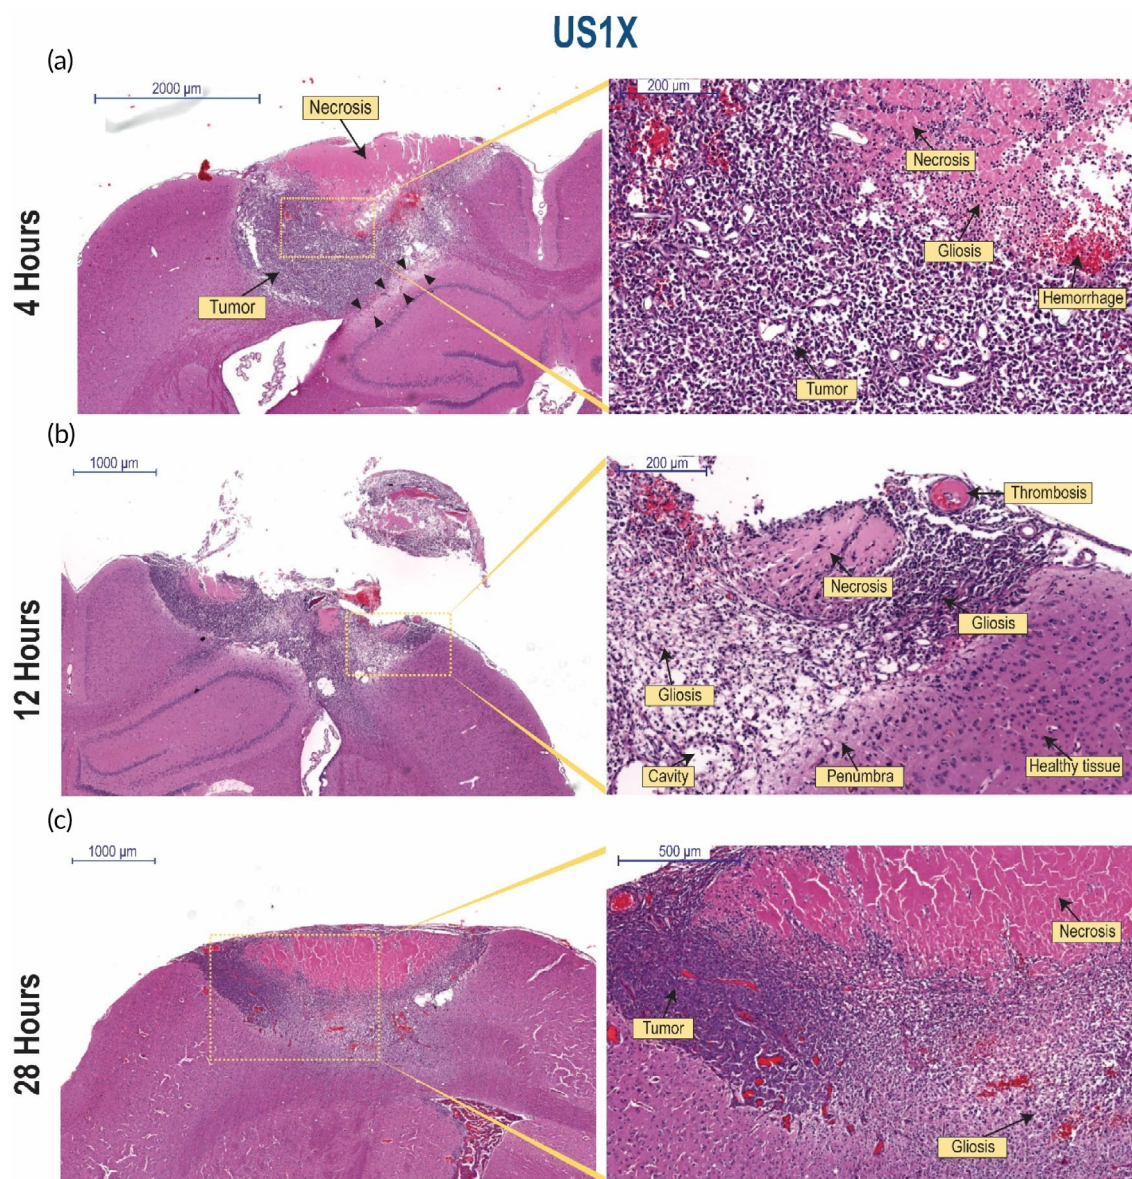 US1X
(a)
4 Hours
2000 µm
Necrosis
Tumor
200 µm
Necrosis
Gliosis
Hemorrhage
Tumor
(b)
12 Hours
1000 µm
200 µm
Thrombosis
Necrosis
Gliosis
Gliosis
Cavity
Penumbra
Healthy tissue
(c)
28 Hours
1000 µm
500 µm
Necrosis
Tumor
Gliosis